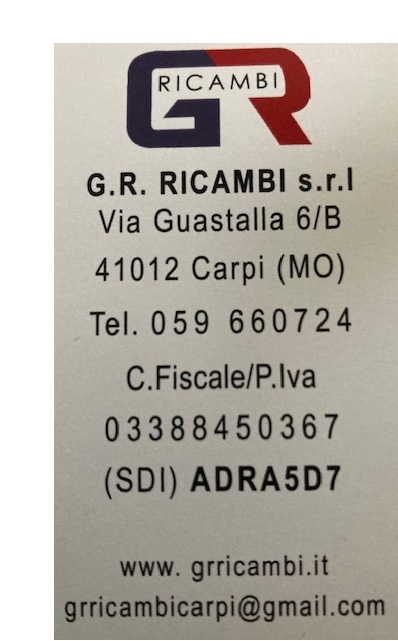 RICAMBI
GR
G.R. RICAMBI s.r.l
Via Guastalla 6/B
41012 Carpi (MO)
Tel. 059 660724
C.Fiscale/P.Iva
03388450367
(SDI) ADRA5D7
www. grricambi.it
grricambicarpi@gmail.com